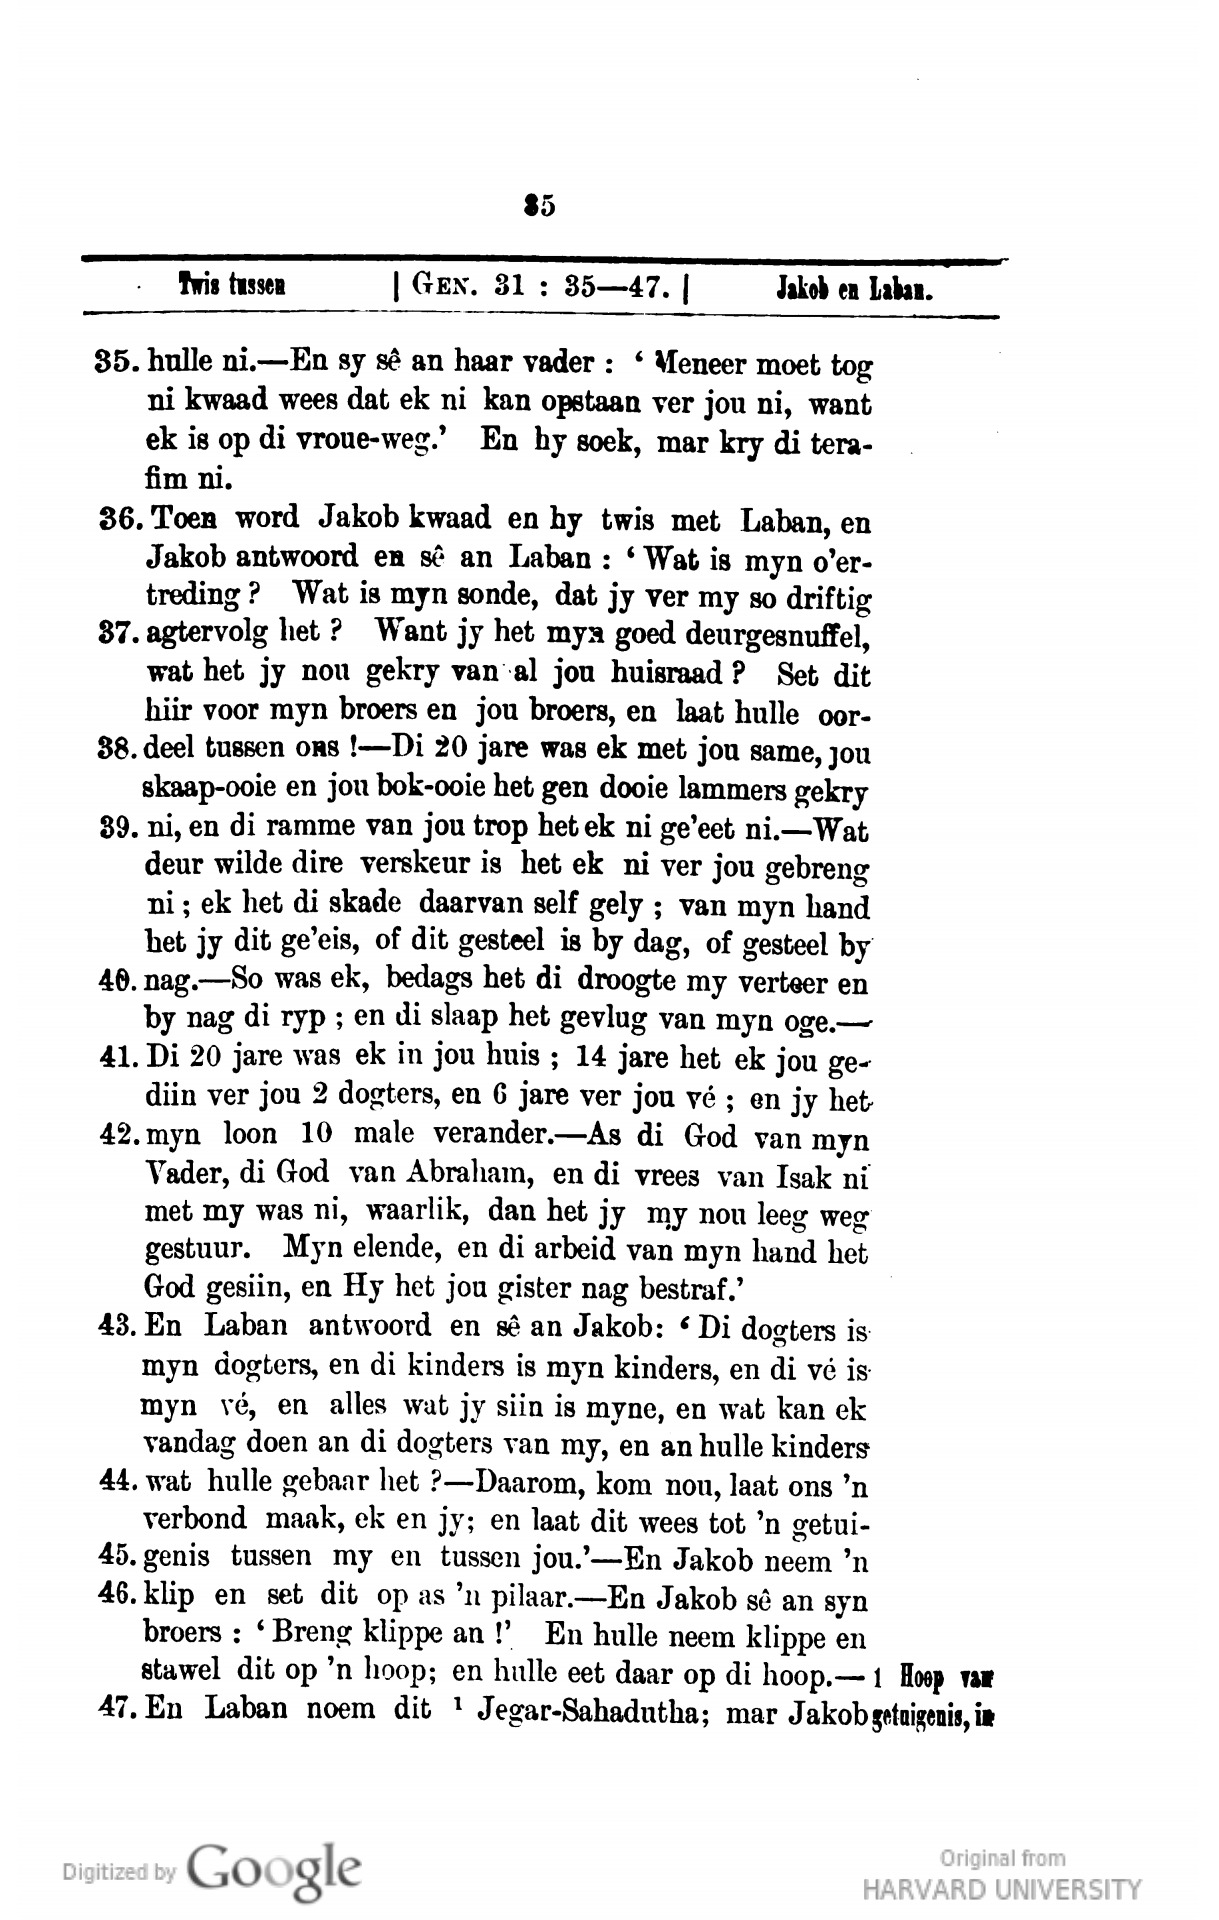 85
Twis tussen | GEN. 31 : 35—47. | Jakob en Laban.
35. hulle ni.—En sy sê an haar vader : ‘ Meneer moet tog
ni kwaad wees dat ek ni kan opstaan ver jou ni, want
ek is op di vroue-weg.’ En hy soek, mar kry di tera-
fim ni.
36. Toen word Jakob kwaad en hy twis met Laban, en
Jakob antwoord en sê an Laban : ‘ Wat is myn o’er-
treding ? Wat is myn sonde, dat jy ver my so driftig
37. agtervolg het ? Want jy het myn goed deurgesnuffel,
wat het jy nou gekry van al jou huisraad ? Set dit
hiir voor myn broers en jou broers, en laat hulle oor-
38. deel tussen ons !—Di 20 jare was ek met jou same, jou
skaap-ooie en jou bok-ooie het gen dooie lammers gekry
39. ni, en di ramme van jou trop het ek ni ge’eet ni.—Wat
deur wilde dire verskeur is het ek ni ver jou gebreng
ni ; ek het di skade daarvan self gely ; van myn hand
het jy dit ge’eis, of dit gesteel is by dag, of gesteel by
40. nag.—So was ek, bedags het di droogte my verteer en
by nag di ryp ; en di slaap het gevlug van myn oge.—
41. Di 20 jare was ek in jou huis ; 14 jare het ek jou ge-
diin ver jou 2 dogters, en 6 jare ver jou vé ; en jy het
42. myn loon 10 male verander.—As di God van myn
Vader, di God van Abraham, en di vrees van Isak ni
met my was ni, waarlik, dan het jy my nou leeg weg
gestuur. Myn elende, en di arbeid van myn hand het
God gesiin, en Hy het jou gister nag bestraf.’
43. En Laban antwoord en sê an Jakob: ‘ Di dogters is
myn dogters, en di kinders is myn kinders, en di vé is
myn vé, en alles wat jy siin is myne, en wat kan ek
vandag doen an di dogters van my, en an hulle kinders
44. wat hulle gebaar het ?—Daarom, kom nou, laat ons ’n
verbond maak, ek en jy; en laat dit wees tot ’n getui-
45. genis tussen my en tussen jou.’—En Jakob neem ’n
46. klip en set dit op as ’n pilaar.—En Jakob sê an syn
broers : ‘ Breng klippe an !’ En hulle neem klippe en
stawel dit op ’n hoop; en hulle eet daar op di hoop.— 1 Hoop van
47. En Laban noem dit ¹ Jegar-Sahadutha; mar Jakob getuigenis, in
Digitized by Google
Original from
HARVARD UNIVERSITY